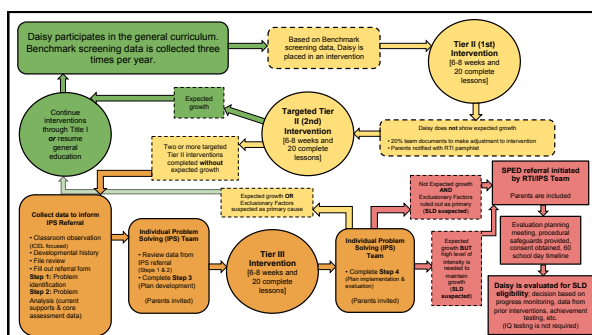 Daisy participates in the general curriculum.
Benchmark screening data is collected three
times per year.
Based on Benchmark
screening data, Daisy is
placed in an intervention
Tier II (1st)
Intervention
[6-8 weeks and
20 complete
lessons]
Continue
interventions
through Title I
or resume
general
education
Expected
growth
Targeted Tier
II (2nd)
Intervention
[6-8 weeks and
20 complete
lessons]
Daisy does not show expected growth
• 20% team documents to make adjustment to intervention
• Parents notified with RTI pamphlet
Two or more targeted
Tier II interventions
completed without
expected growth
Expected growth OR
Exclusionary Factors
suspected as primary cause
Not Expected growth
AND
Exclusionary Factors
ruled out as primary
(SLD suspected)
SPED referral initiated
by RTI/IPS Team
Parents are included
Collect data to inform
IPS Referral
• Classroom observation
(ICEL focused)
• Developmental history
• File review
• Fill out referral form
Step 1: Problem
identification
Step 2: Problem
Analysis (current
supports & core
assessment data)
Individual Problem
Solving (IPS) Team
• Review data from
IPS referral
(Steps 1 & 2)
• Complete Step 3
(Plan development)
(Parents invited)
Tier III
Intervention
[6-8 weeks and
20 complete
lessons]
Individual Problem
Solving (IPS) Team
• Complete Step 4
(Plan implementation
& evaluation)
(Parents invited)
Expected
growth BUT
high level of
intensity is
needed to
maintain
growth
(SLD
suspected)
Evaluation planning
meeting, procedural
safeguards provided,
consent obtained, 60
school day timeline
Daisy is evaluated for SLD
eligibility; decision based on
progress monitoring, data from
prior interventions, achievement
testing, etc.
(IQ testing is not required)